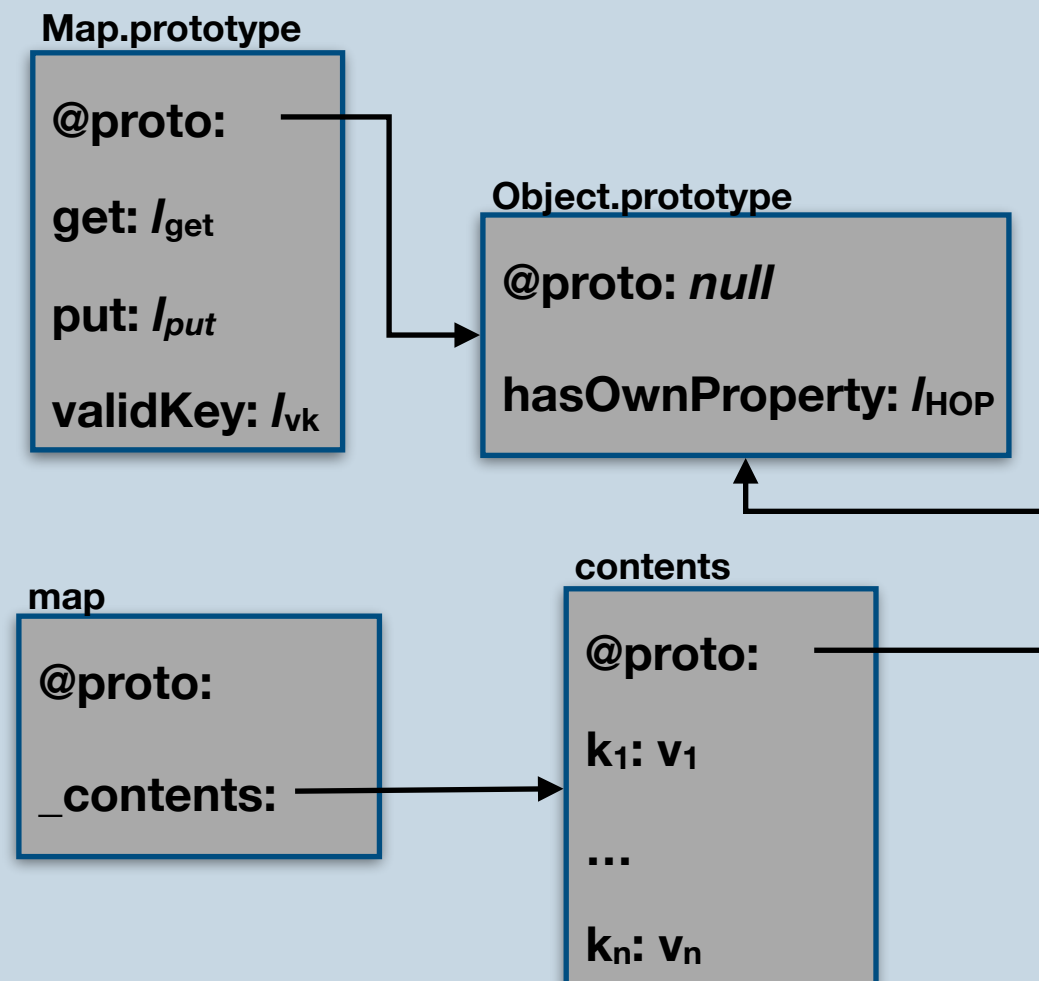 Map.prototype
@proto:
get: lget
put: lput
validKey: lvk
Object.prototype
@proto: null
hasOwnProperty: lHOP
map
@proto:
_contents:
contents
@proto:
k1: v1
...
kn: vn